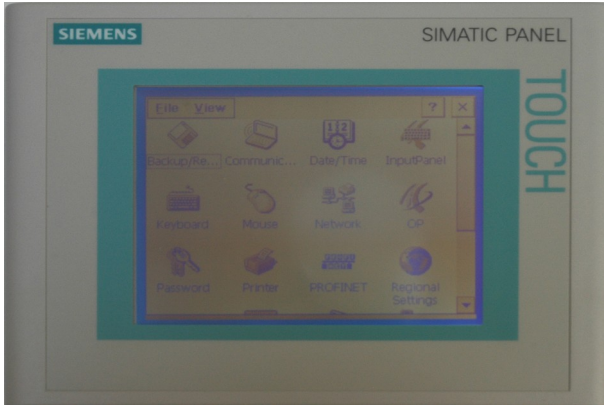 SIEMENS
SIMATIC PANEL
TOUCH
File View ? ×
Backup/Re... Communic... Date/Time InputPanel
Keyboard Mouse Network OP
Password Printer PROFINET Regional Settings